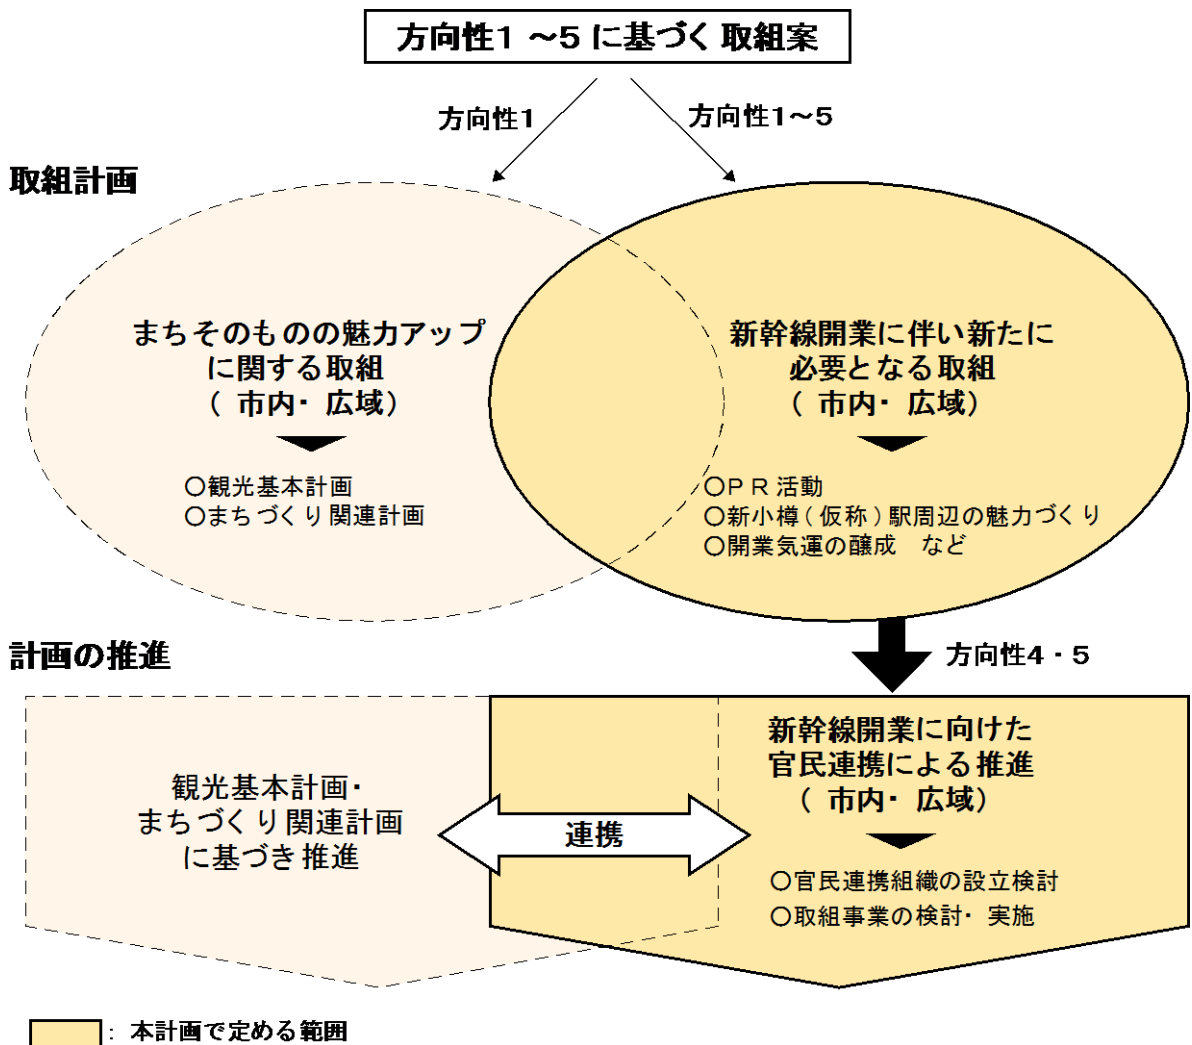 方向性1～5に基づく取組案
方向性1
方向性1～5
取組計画
まちそのものの魅力アップ
に関する取組
（市内・広域）
○観光基本計画
○まちづくり関連計画
新幹線開業に伴い新たに
必要となる取組
（市内・広域）
○ＰＲ活動
○新小樽(仮称)駅周辺の魅力づくり
○開業気運の醸成　など
計画の推進
方向性4・5
観光基本計画・
まちづくり関連計画
に基づき推進
連携
新幹線開業に向けた
官民連携による推進
（市内・広域）
○官民連携組織の設立検討
○取組事業の検討・実施
：本計画で定める範囲